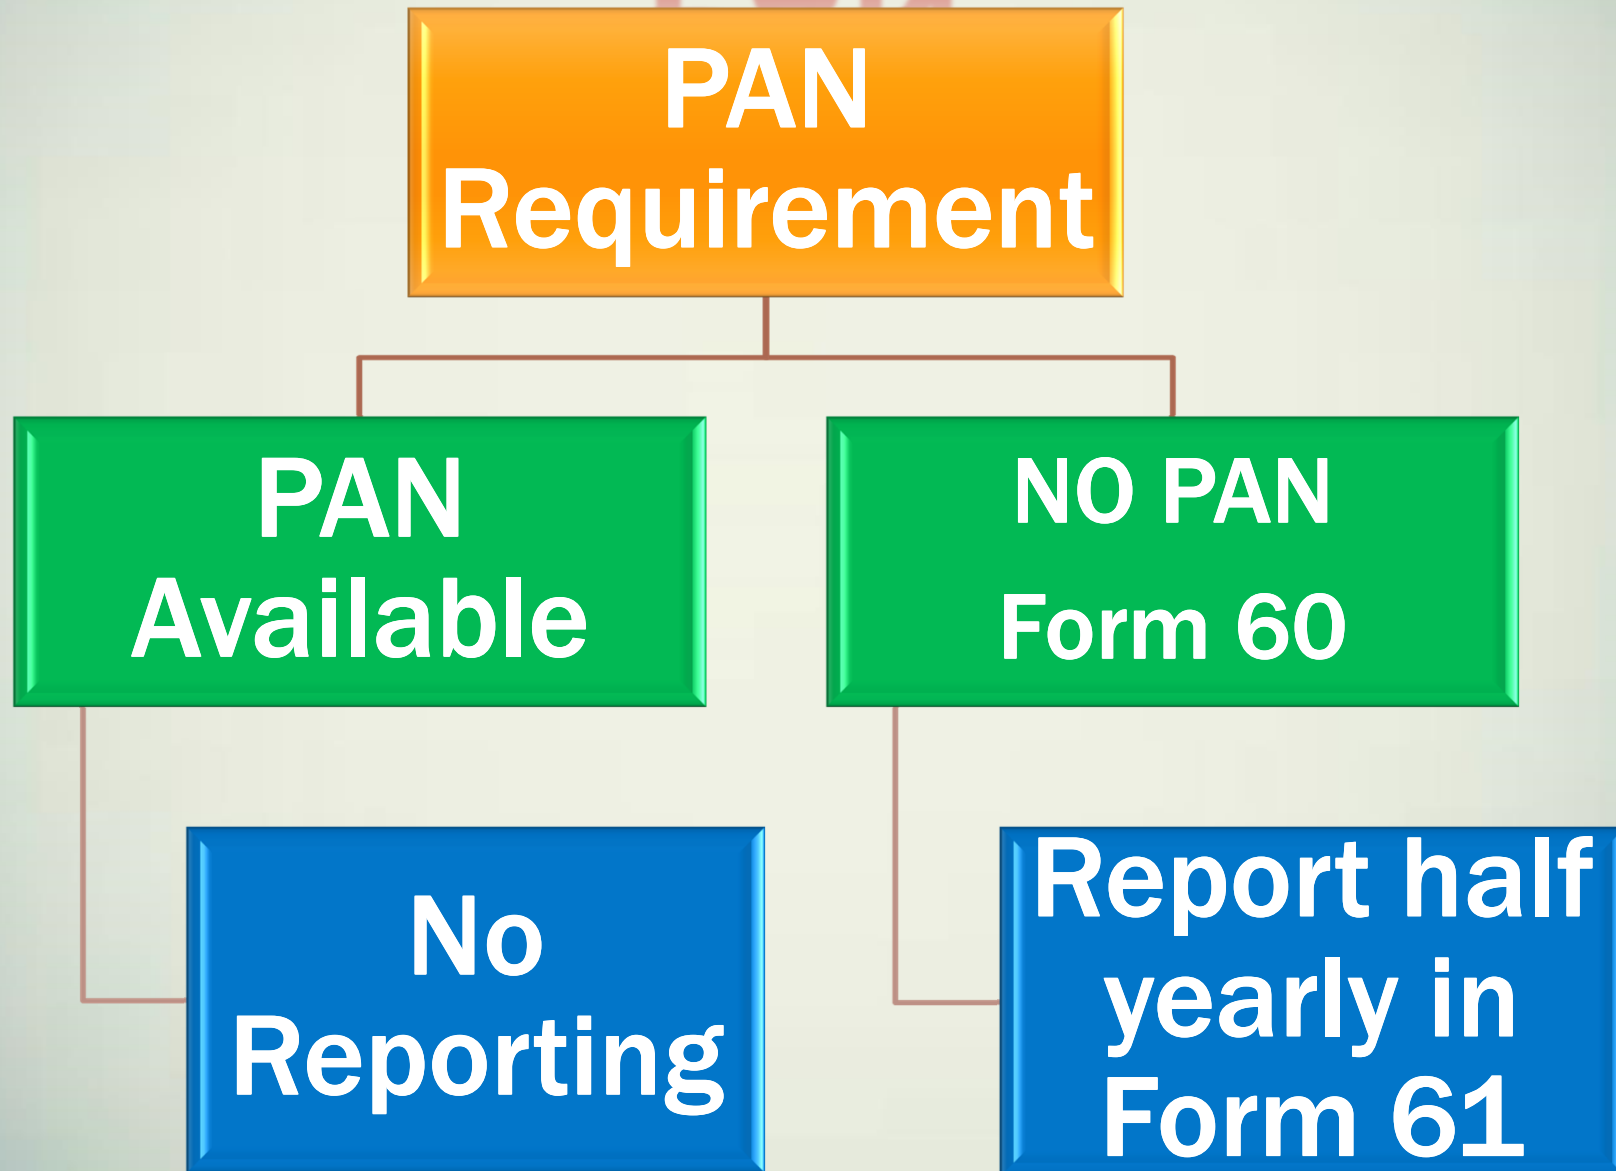 PAN
Requirement
PAN
Available
NO PAN
Form 60
No
Reporting
Report half
yearly in
Form 61